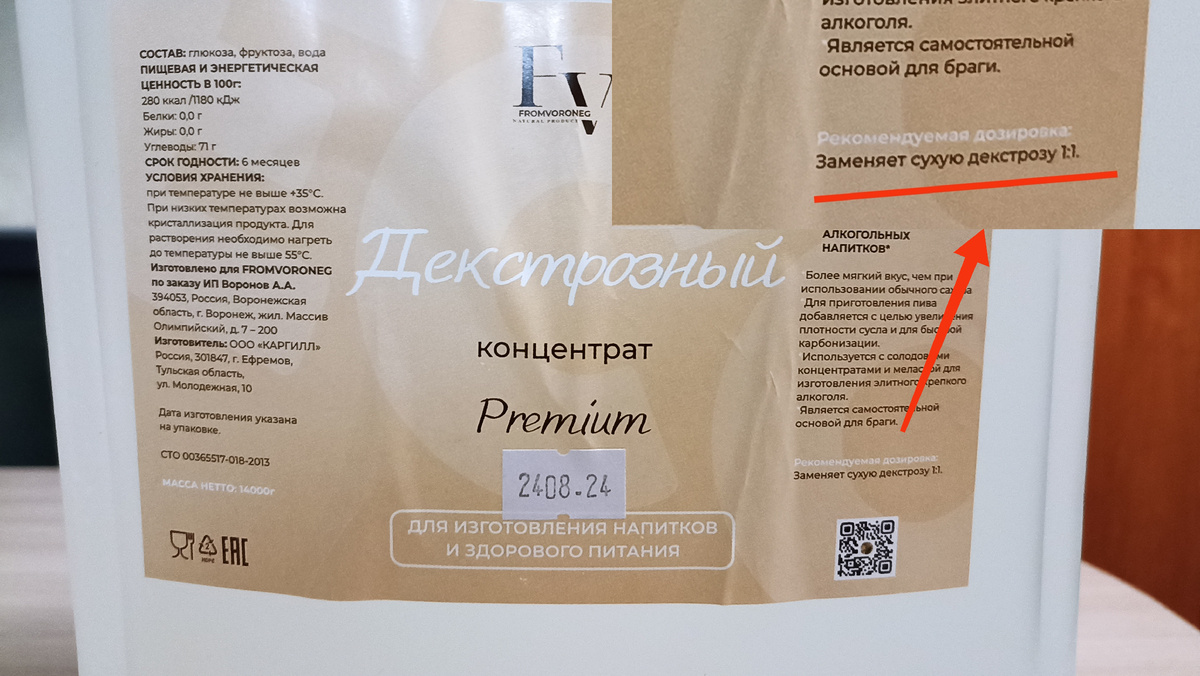 СОСТАВ: глюкоза, фруктоза, вода
ПИЩЕВАЯ И ЭНЕРГЕТИЧЕСКАЯ
ЦЕННОСТЬ В 100г:
280 ккал /1180 кДж
Белки: 0,0 г
Жиры: 0,0 г
Углеводы: 71 г
СРОК ГОДНОСТИ: 6 месяцев
УСЛОВИЯ ХРАНЕНИЯ:
при температуре не выше +35°С.
При низких температурах возможна
кристаллизация продукта. Для
растворения необходимо нагреть
до температуры не выше 55°С.
Изготовлено для FROMVORONEG
по заказу ИП Воронов А.А.
394053, Россия, Воронежская
область, г. Воронеж, жил. Массив
Олимпийский, д. 7 – 200
Изготовитель: ООО «КАРГИЛЛ»
Россия, 301847, г. Ефремов,
Тульская область,
ул. Молодежная, 10
Дата изготовления указана
на упаковке.
СТО 00365517-018-2013
МАССА НЕТТО: 14000г
EAC
FV
FROMVORONEG
NATURAL PRODUCT
Декстрозный
концентрат
Premium
2408.24
ДЛЯ ИЗГОТОВЛЕНИЯ НАПИТКОВ
И ЗДОРОВОГО ПИТАНИЯ
изготовления элитного
алкоголя.
Является самостоятельной
основой для браги.
Рекомендуемая дозировка:
Заменяет сухую декстрозу 1:1.
АЛКОГОЛЬНЫХ
НАПИТКОВ*
Более мягкий вкус, чем при
использовании обычного сахара
Для приготовления пива
добавляется с целью увеличения
плотности сусла и для быстрой
карбонизации.
Используется с солодовыми
концентратами и меласой для
изготовления элитного крепкого
алкоголя.
Является самостоятельной
основой для браги.
Рекомендуемая дозировка:
Заменяет сухую декстрозу 1:1.